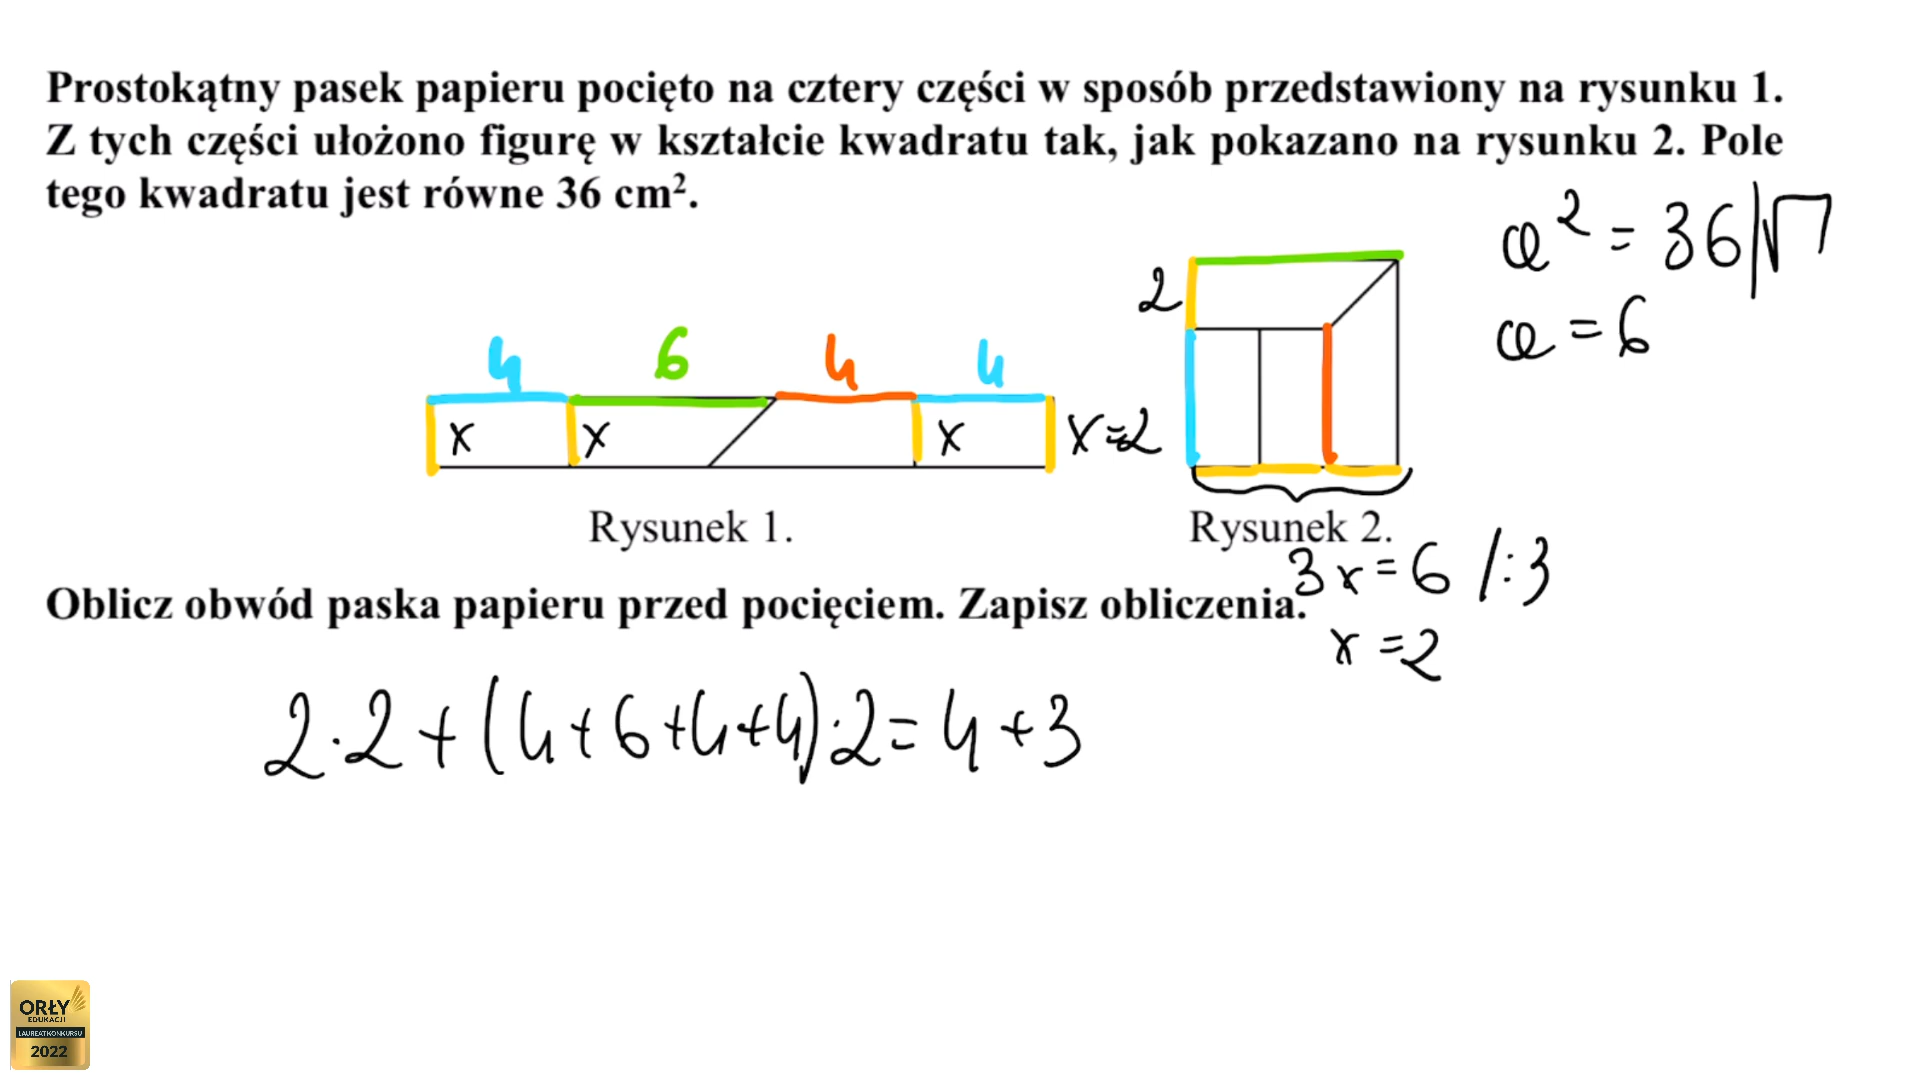 Prostokątny pasek papieru pocięto na cztery części w sposób przedstawiony na rysunku 1.
Z tych części ułożono figurę w kształcie kwadratu tak, jak pokazano na rysunku 2. Pole
tego kwadratu jest równe 36 cm².
a² = 36 |√
a = 6
2
4 6 4 4
x x x x=2
Rysunek 1.
Rysunek 2.
3x = 6 /:3
Oblicz obwód paska papieru przed pocięciem. Zapisz obliczenia.
x = 2
2·2 + (4+6+4+4)·2 = 4 + 3
ORŁY
EDUKACJI
LAUREAT KONKURSU
2022